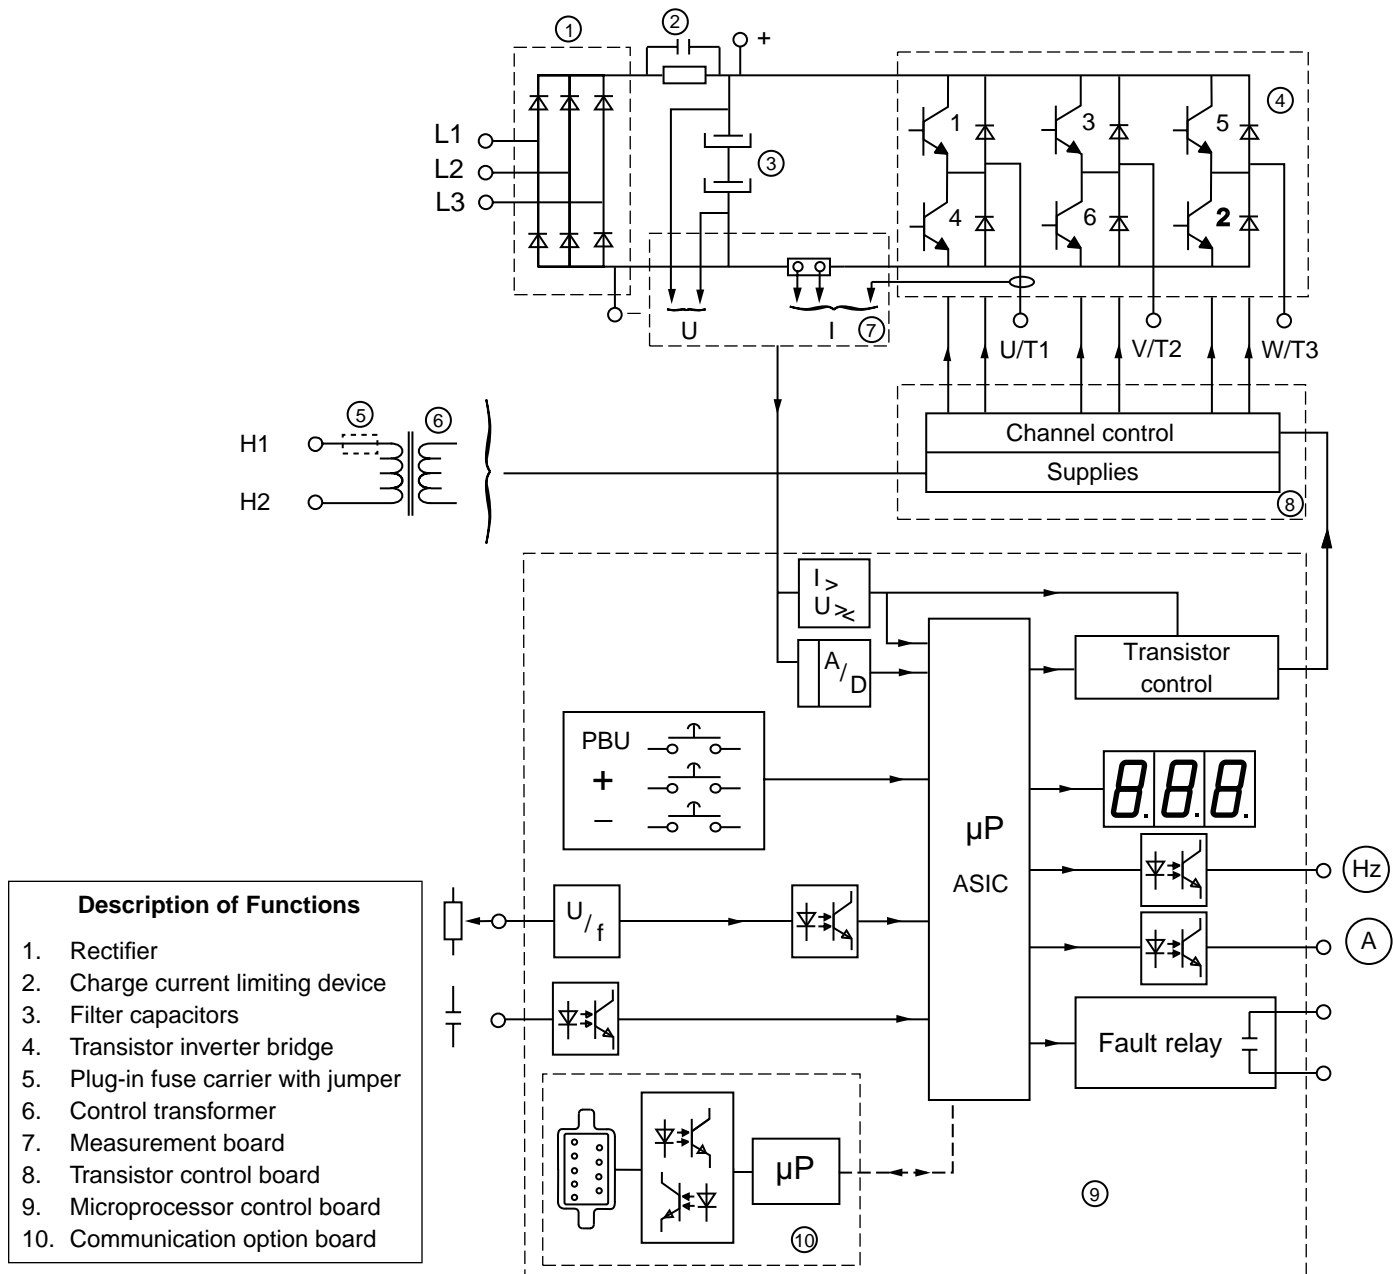 1
2
+
L1
L2
L3
3
1
3
5
4
4
6
2
–
U
I
7
U/T1
V/T2
W/T3
5
6
H1
H2
Channel control
Supplies
8
I >
U ><
A/D
Transistor
control
PBU
+
–
8.8.8.
µP
ASIC
Hz
A
U/f
Fault relay
µP
9
10
Description of Functions
1. Rectifier
2. Charge current limiting device
3. Filter capacitors
4. Transistor inverter bridge
5. Plug-in fuse carrier with jumper
6. Control transformer
7. Measurement board
8. Transistor control board
9. Microprocessor control board
10. Communication option board